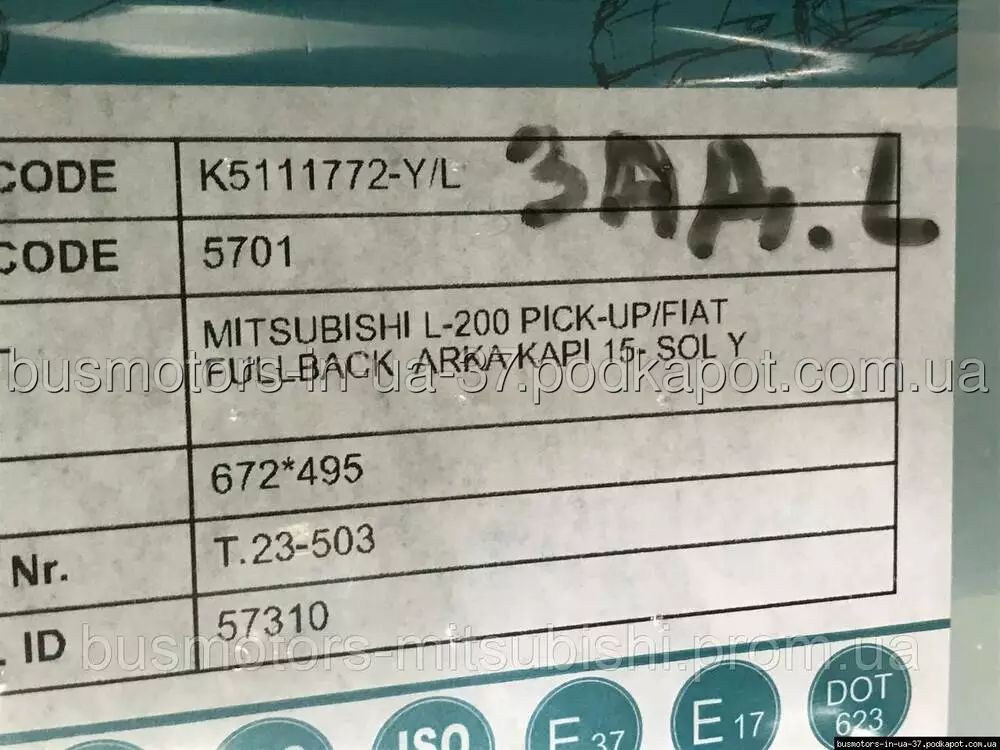 CODE K5111772-Y/L
ЗАД.L
CODE 5701
MITSUBISHI L-200 PICK-UP/FIAT
FULLBACK ARKA KAPI 15- SOL Y
busmotors-in-ua-37.podkapot.com.ua
672*495
Nr. T.23-503
ID 57310
busmotors-mitsubishi.prom.ua
ISO
E 37
E 17
DOT
623
busmotors-in-ua-37.podkapot.com.ua